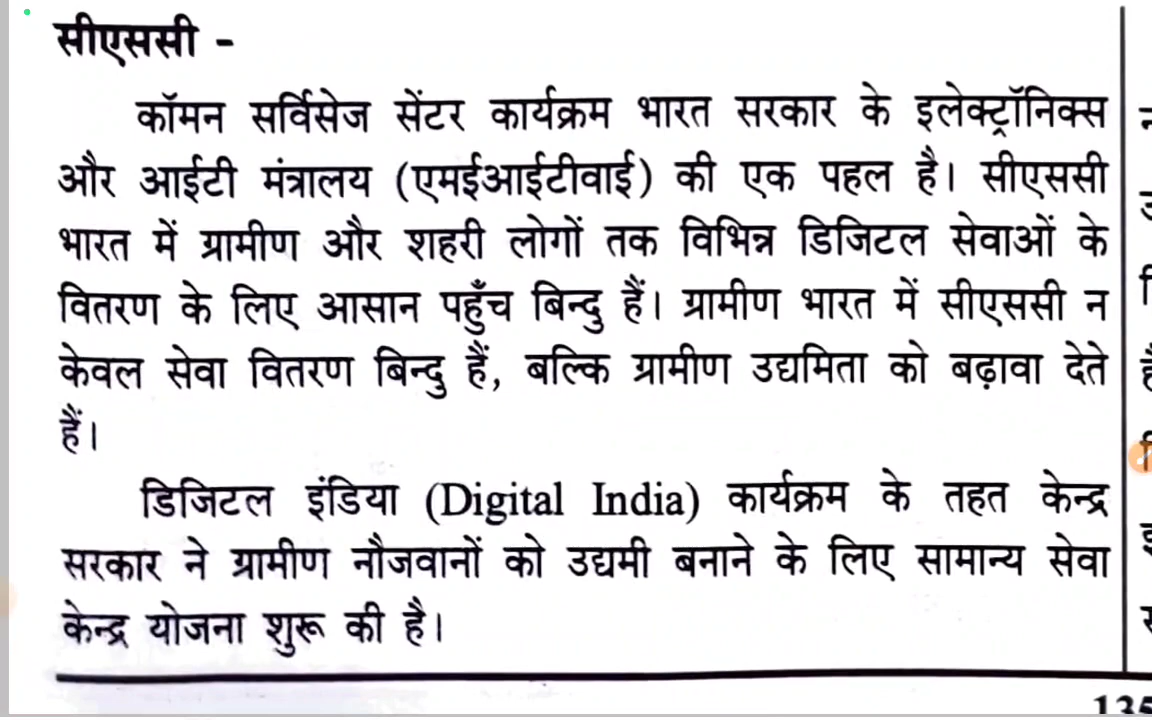 सीएससी -
कॉमन सर्विसेज सेंटर कार्यक्रम भारत सरकार के इलेक्ट्रॉनिक्स
और आईटी मंत्रालय (एमईआईटीवाई) की एक पहल है। सीएससी
भारत में ग्रामीण और शहरी लोगों तक विभिन्न डिजिटल सेवाओं के
वितरण के लिए आसान पहुँच बिन्दु हैं। ग्रामीण भारत में सीएससी न
केवल सेवा वितरण बिन्दु हैं, बल्कि ग्रामीण उद्यमिता को बढ़ावा देते
हैं।
डिजिटल इंडिया (Digital India) कार्यक्रम के तहत केन्द्र
सरकार ने ग्रामीण नौजवानों को उद्यमी बनाने के लिए सामान्य सेवा
केन्द्र योजना शुरू की है।